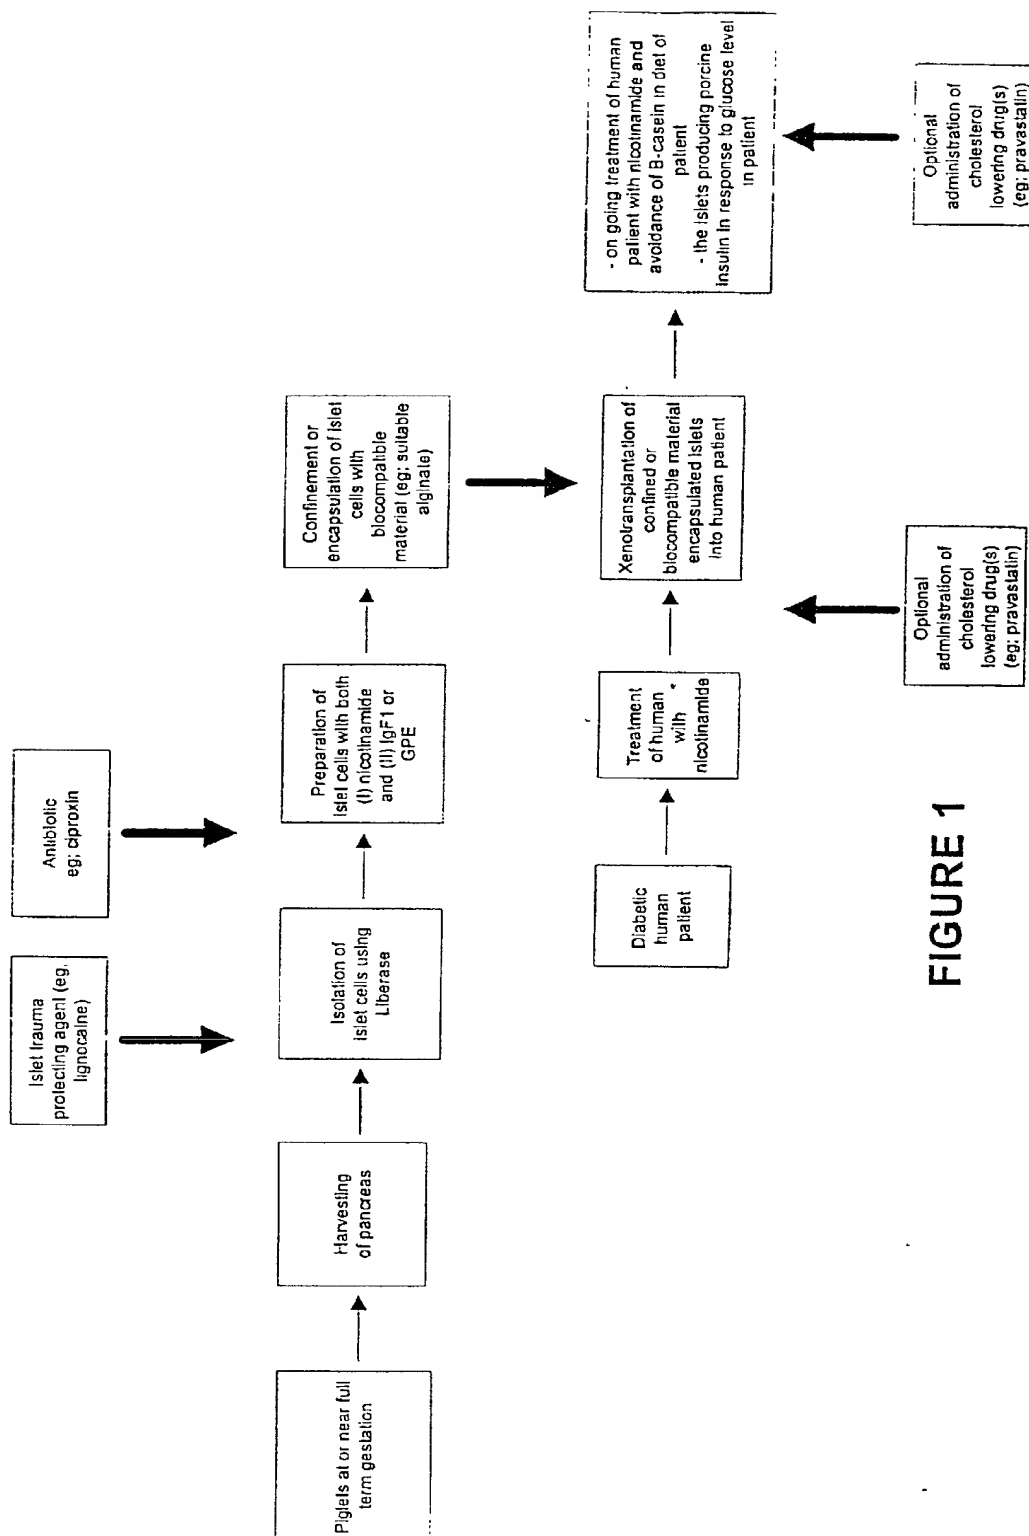 Islet trauma
protecting agent (eg,
lignocaine)
Antibiotic
eg; ciproxin
Piglets at or near full
term gestation
Harvesting
of pancreas
Isolation of
islet cells using
Liberase
Preparation of
islet cells with both
(I) nicotinamide
and (II) IgF1 or
GPE
Confinement or
encapsulation of islet
cells with
biocompatible
material (eg; suitable
alginate)
Diabetic
human
patient
Treatment
of human
with
nicotinamide
Xenotransplantation of
confined or
biocompatible material
encapsulated islets
into human patient
- on going treatment of human
patient with nicotinamide and
avoidance of B-casein in diet of
patient
- the islets producing porcine
insulin in response to glucose level
in patient
Optional
administration of
cholesterol
lowering drug(s)
(eg; pravastatin)
Optional
administration of
cholesterol
lowering drug(s)
(eg; pravastatin)
FIGURE 1